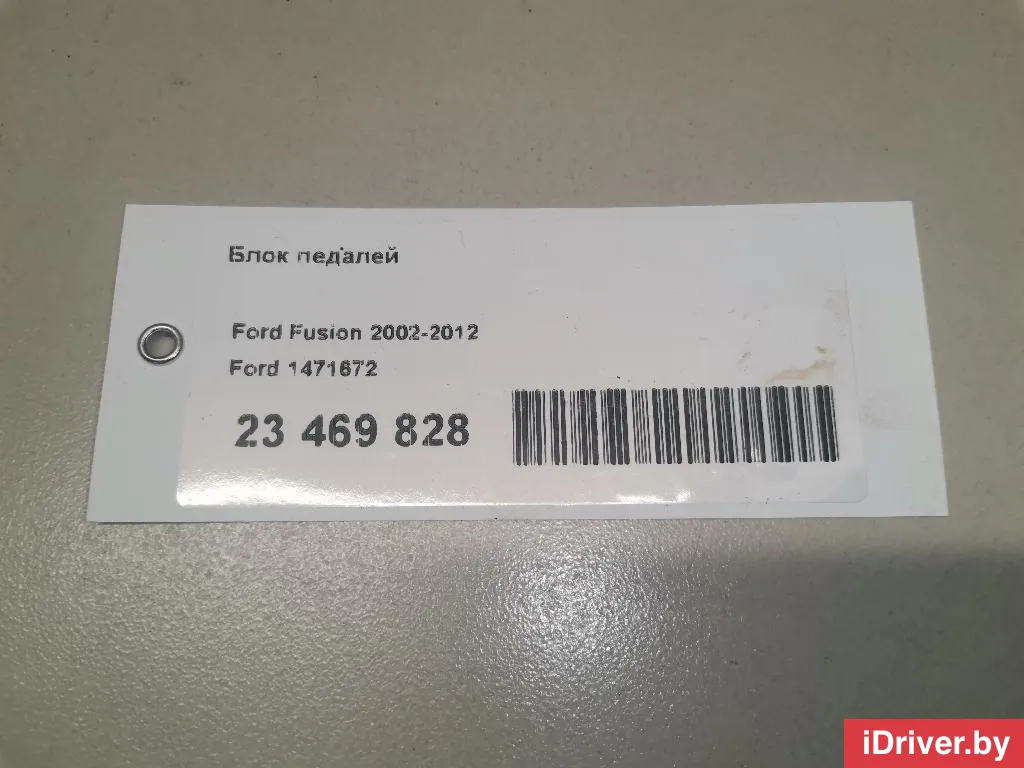 Блок педалей
Ford Fusion 2002-2012
Ford 1471672
23 469 828
iDriver.by